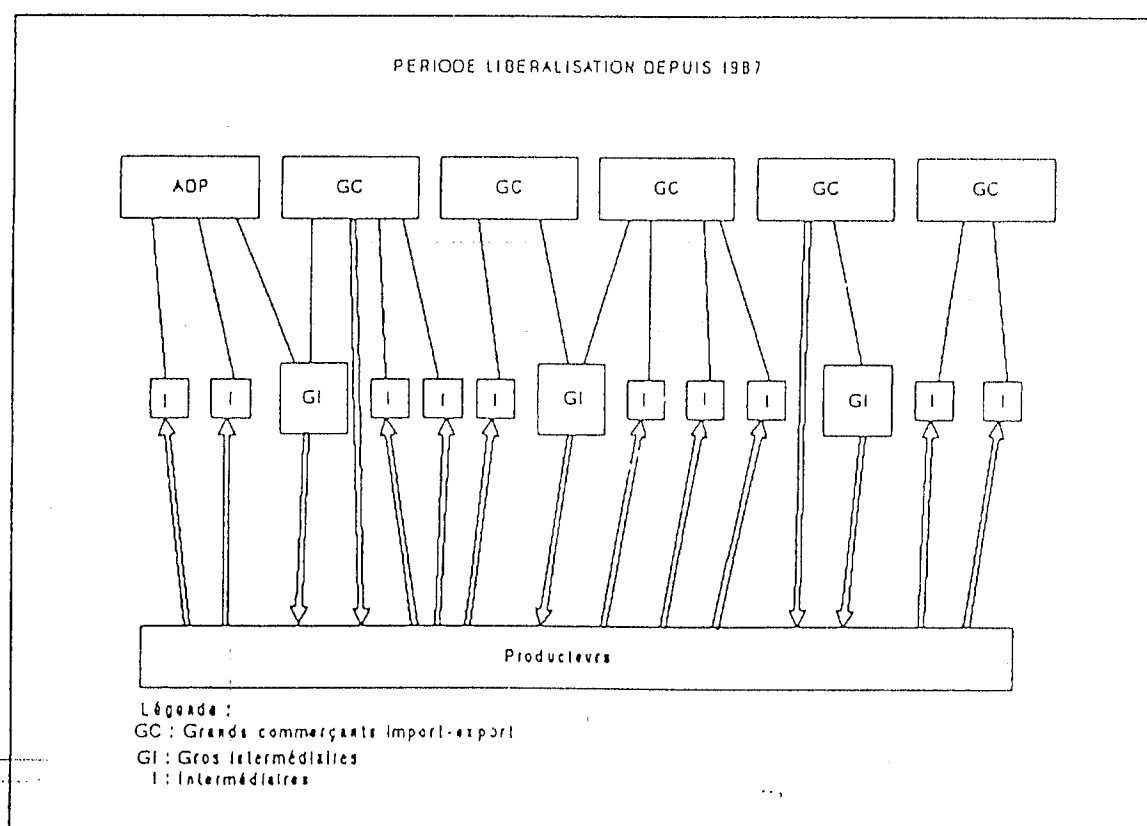 PERIODE LIBERALISATION DEPUIS 1987
ADP GC GC GC GC GC
I I GI I I I GI I I I GI I I
Producteurs
Légende :
GC : Grands commerçants Import-export
GI : Gros intermédiaires
I : Intermédiaires